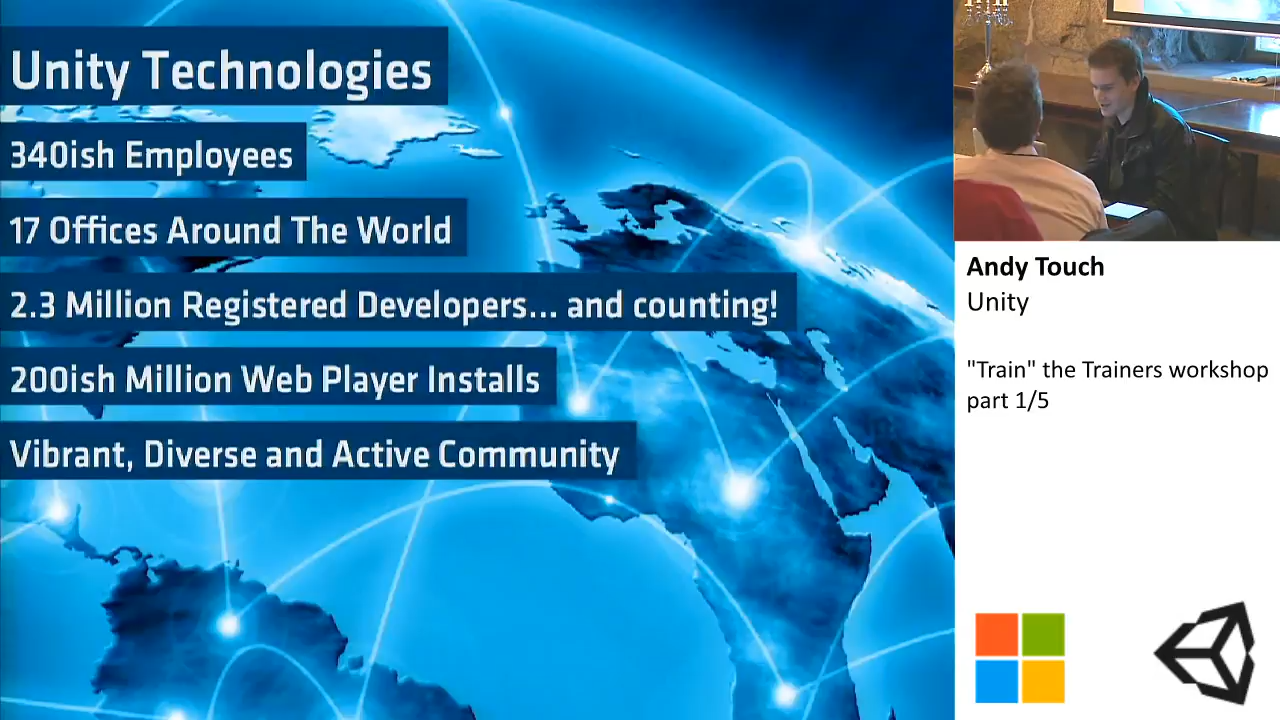 Unity Technologies
340ish Employees
17 Offices Around The World
2.3 Million Registered Developers... and counting!
200ish Million Web Player Installs
Vibrant, Diverse and Active Community
Andy Touch
Unity
"Train" the Trainers workshop
part 1/5